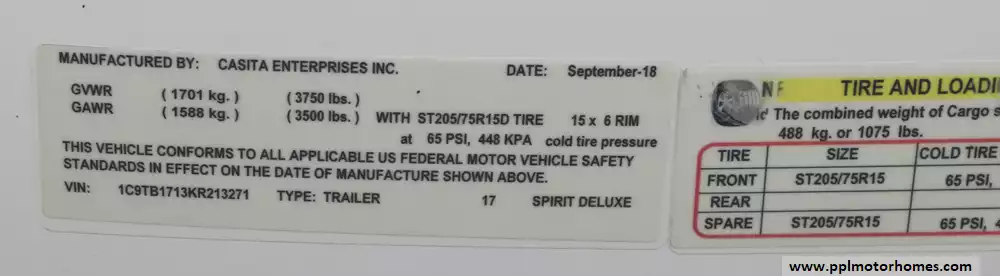 MANUFACTURED BY: CASITA ENTERPRISES INC. DATE: September-18
GVWR (1701 kg.) (3750 lbs.)
GAWR (1588 kg.) (3500 lbs.) WITH ST205/75R15D TIRE 15 x 6 RIM
at 65 PSI, 448 KPA cold tire pressure
THIS VEHICLE CONFORMS TO ALL APPLICABLE US FEDERAL MOTOR VEHICLE SAFETY
STANDARDS IN EFFECT ON THE DATE OF MANUFACTURE SHOWN ABOVE.
VIN: 1C9TB1713KR213271 TYPE: TRAILER 17 SPIRIT DELUXE
TIRE AND LOADI
The combined weight of Cargo s
488 kg. or 1075 lbs.
TIRE SIZE COLD TIRE
FRONT ST205/75R15 65 PSI,
REAR
SPARE ST205/75R15 65 PSI, 4
www.pplmotorhomes.com